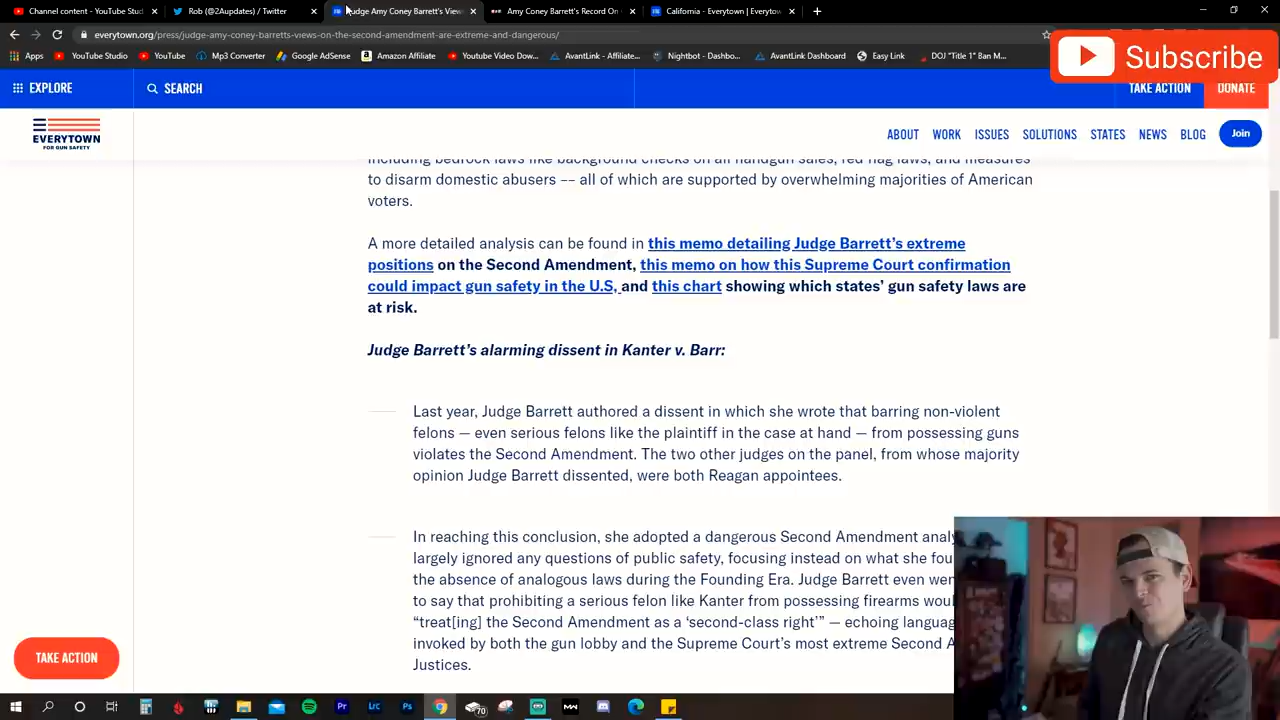 Channel content - YouTube Stud
Rob (@2Aupdates) / Twitter
Judge Amy Coney Barrett's View
Amy Coney Barrett's Record On
California - Everytown | Everytow
everytown.org/press/judge-amy-coney-barretts-views-on-the-second-amendment-are-extreme-and-dangerous/
Apps
YouTube Studio
YouTube
Mp3 Converter
Google AdSense
Amazon Affiliate
Youtube Video Dow...
AvantLink - Affiliate...
Nightbot - Dashbo...
AvantLink Dashboard
Easy Link
DOJ "Title 1" Ban M...
Subscribe
EXPLORE
SEARCH
TAKE ACTION
DONATE
EVERYTOWN
FOR GUN SAFETY
ABOUT WORK ISSUES SOLUTIONS STATES NEWS BLOG Join
including bedrock laws like background checks on all handgun sales, red flag laws, and measures
to disarm domestic abusers –– all of which are supported by overwhelming majorities of American
voters.
A more detailed analysis can be found in this memo detailing Judge Barrett's extreme
positions on the Second Amendment, this memo on how this Supreme Court confirmation
could impact gun safety in the U.S, and this chart showing which states' gun safety laws are
at risk.
Judge Barrett's alarming dissent in Kanter v. Barr:
Last year, Judge Barrett authored a dissent in which she wrote that barring non-violent
felons — even serious felons like the plaintiff in the case at hand — from possessing guns
violates the Second Amendment. The two other judges on the panel, from whose majority
opinion Judge Barrett dissented, were both Reagan appointees.
In reaching this conclusion, she adopted a dangerous Second Amendment analy
largely ignored any questions of public safety, focusing instead on what she fou
the absence of analogous laws during the Founding Era. Judge Barrett even wen
to say that prohibiting a serious felon like Kanter from possessing firearms woul
"treat[ing] the Second Amendment as a 'second-class right'" — echoing languag
invoked by both the gun lobby and the Supreme Court's most extreme Second A
Justices.
TAKE ACTION
Pr
Lrc
Ps
70
MW